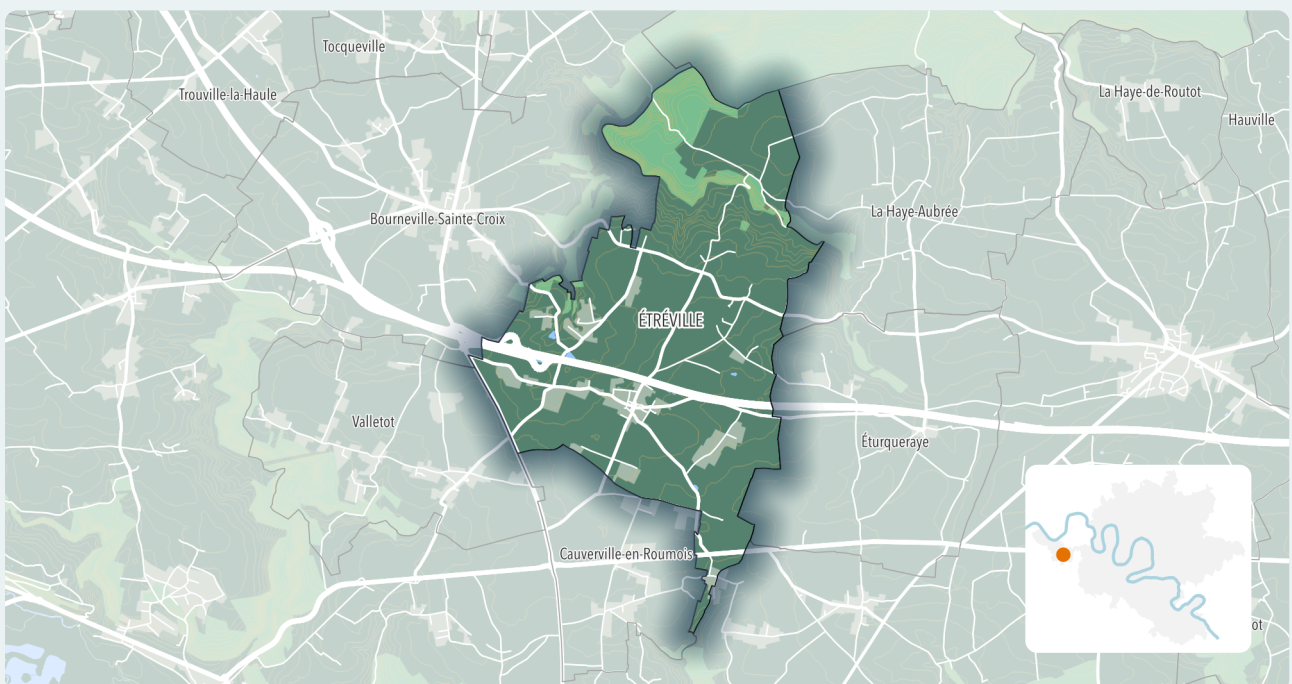 Tocqueville
Trouville-la-Haule
La Haye-de-Routot
Hauville
Bourneville-Sainte-Croix
La Haye-Aubrée
ÉTRÉVILLE
Valletot
Éturqueraye
Cauverville-en-Roumois